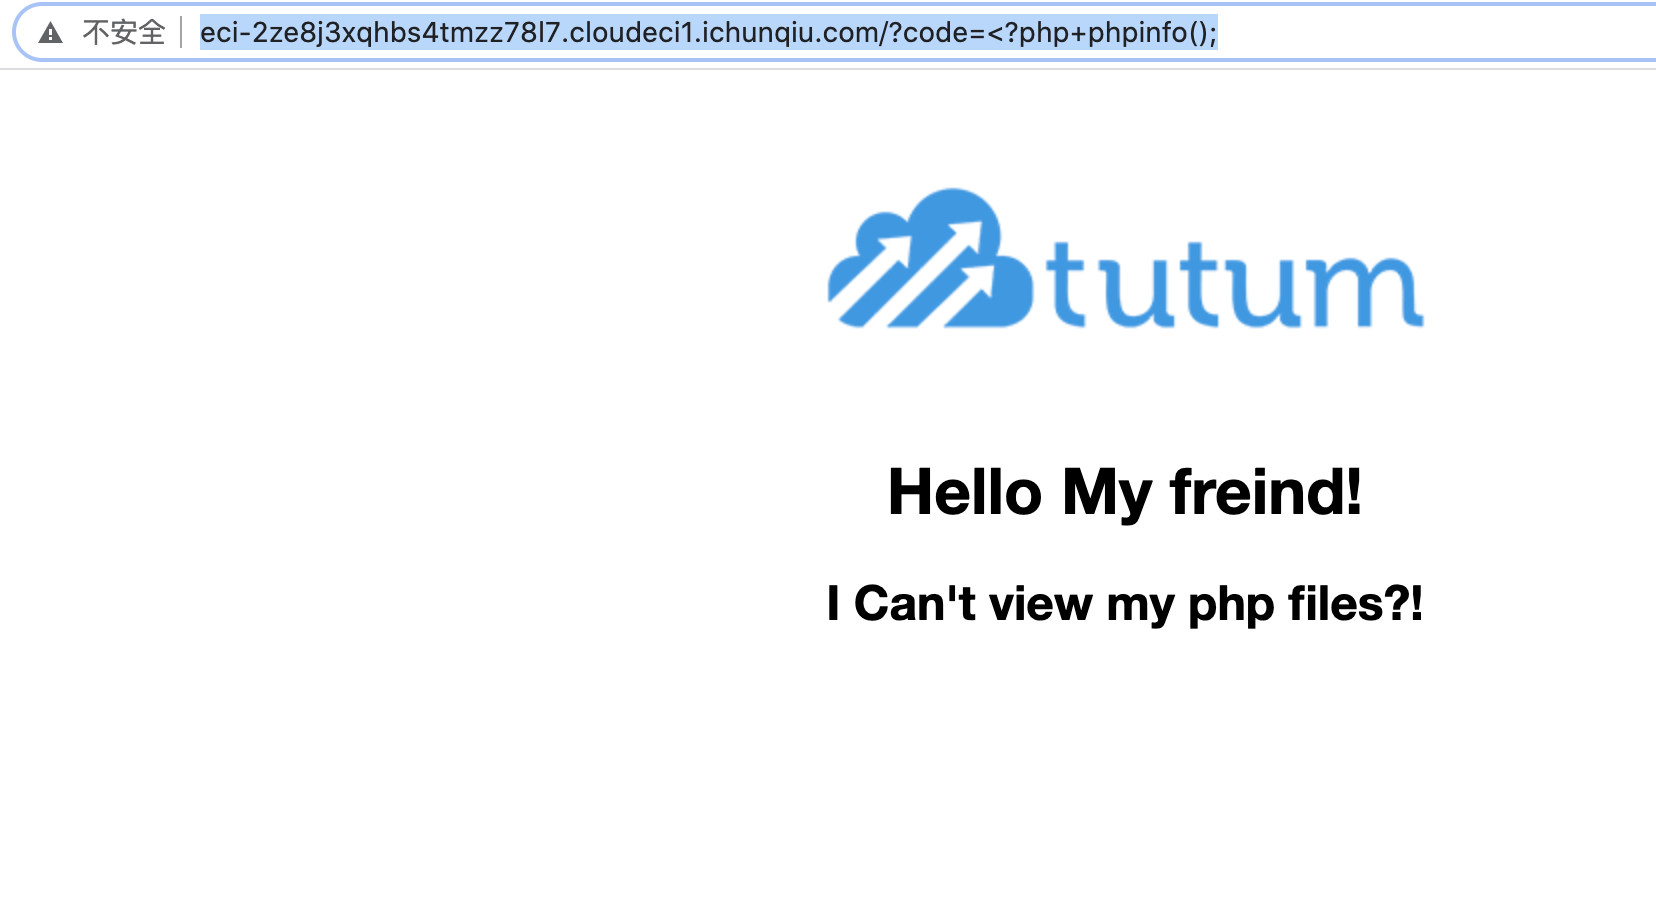 不安全 eci-2ze8j3xqhbs4tmzz78l7.cloudeci1.ichunqiu.com/?code=<?php+phpinfo();
tutum
Hello My freind!
I Can't view my php files?!